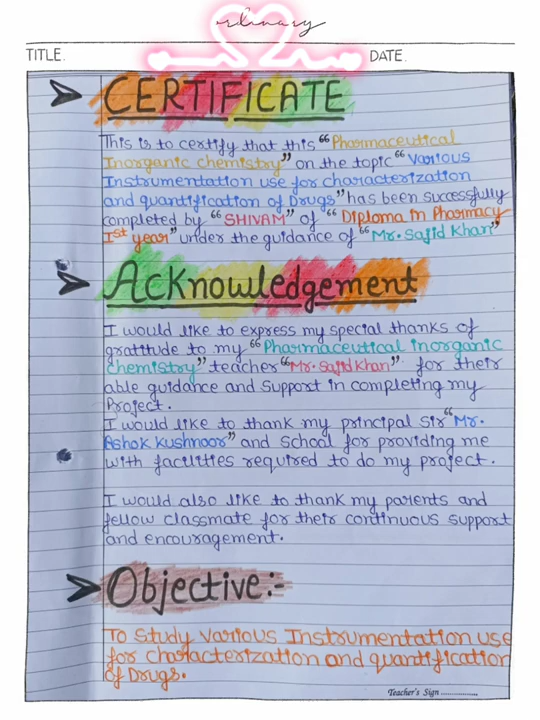 ordinary
TITLE.
DATE.
CERTIFICATE
This is to certify that this "Pharmaceutical
Inorganic chemistry" on the topic "Various
Instrumentation use for characterization
and quantification of Drugs" has been successfully
completed by "SHIVAM" of "Diploma in Pharmacy
Ist year" under the guidance of "Mr. Sajid Khan"
Acknowledgement
I would like to express my special thanks of
gratitude to my "Pharmaceutical inorganic
chemistry" teacher "Mr. Sajid Khan" for their
able guidance and Support in completing my
Project.
I would like to thank my principal Sir "Mr.
Ashok Kushnoor" and School for providing me
with facilities required to do my project.
I would also like to thank my parents and
fellow classmate for their continuous support
and encouragement.
Objective:-
To Study Various Instrumentation use
for characterization and quantification
of Drugs.
Teacher's Sign ................